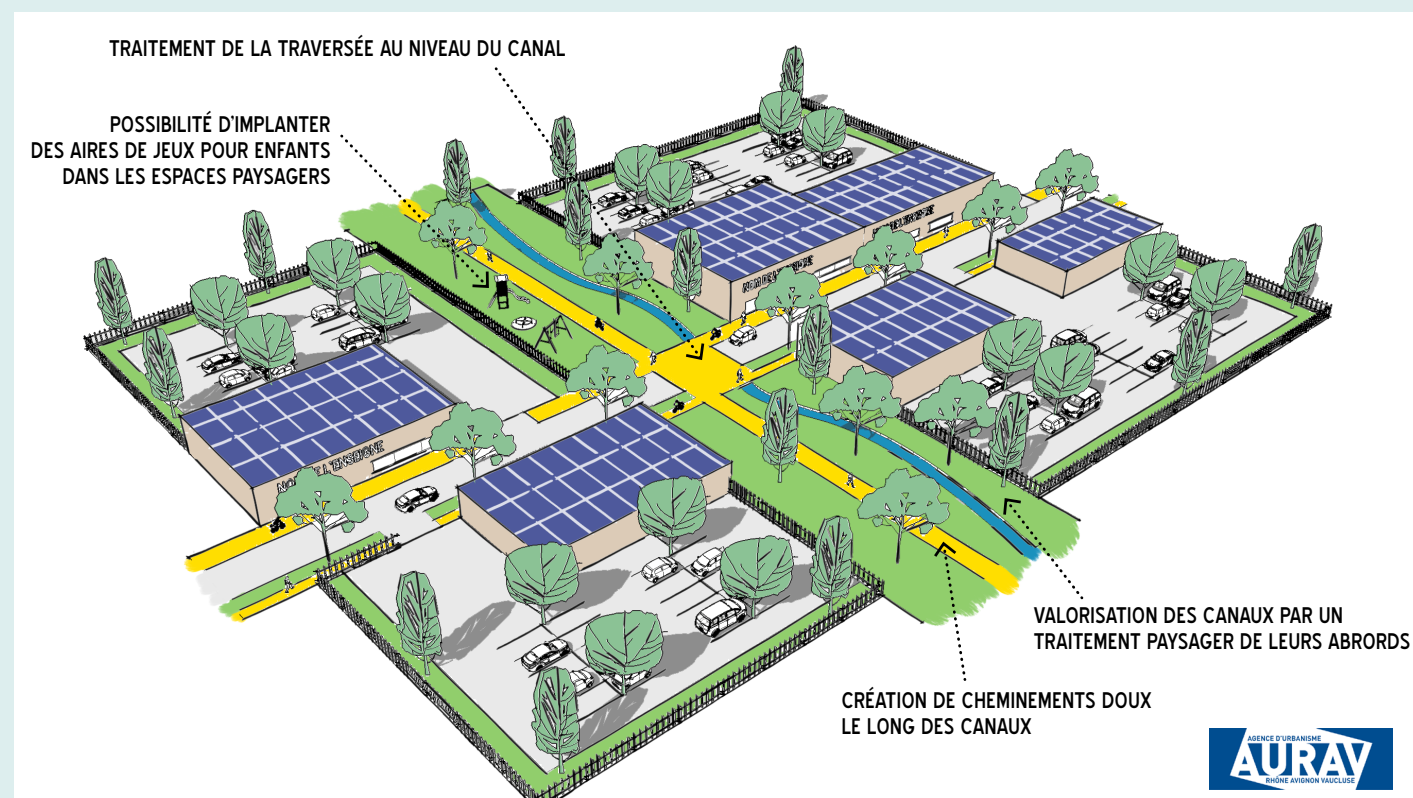 TRAITEMENT DE LA TRAVERSÉE AU NIVEAU DU CANAL
POSSIBILITÉ D'IMPLANTER
DES AIRES DE JEUX POUR ENFANTS
DANS LES ESPACES PAYSAGERS
L'ENSEIGNE
VALORISATION DES CANAUX PAR UN
TRAITEMENT PAYSAGER DE LEURS ABRORDS
CRÉATION DE CHEMINEMENTS DOUX
LE LONG DES CANAUX
AGENCE D'URBANISME
AURAV
RHÔNE AVIGNON VAUCLUSE